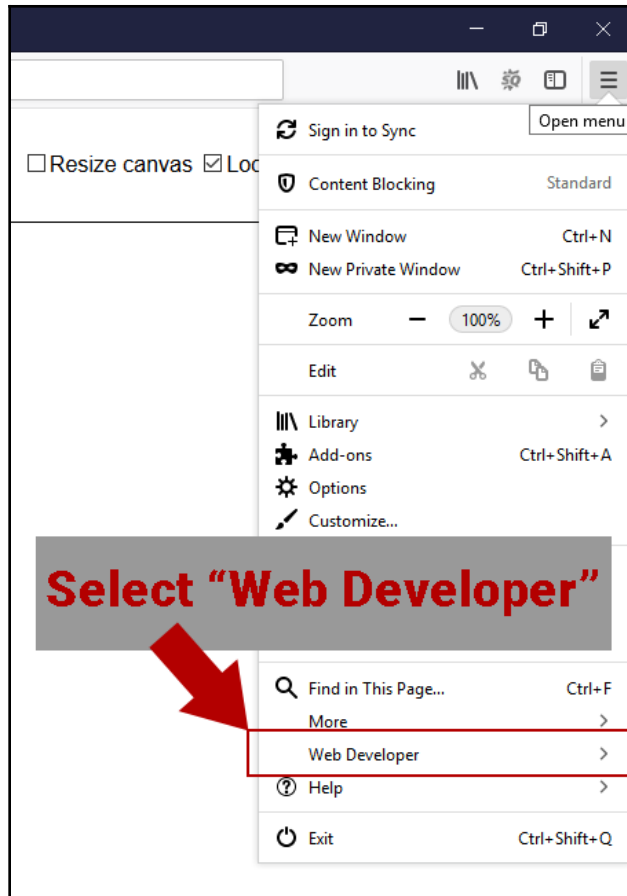 Open menu
Sign in to Sync
☐Resize canvas ☑Loc
Content Blocking Standard
New Window Ctrl+N
New Private Window Ctrl+Shift+P
Zoom − 100% +
Edit
Library >
Add-ons Ctrl+Shift+A
Options
Customize...
Select “Web Developer”
Find in This Page... Ctrl+F
More >
Web Developer >
Help >
Exit Ctrl+Shift+Q